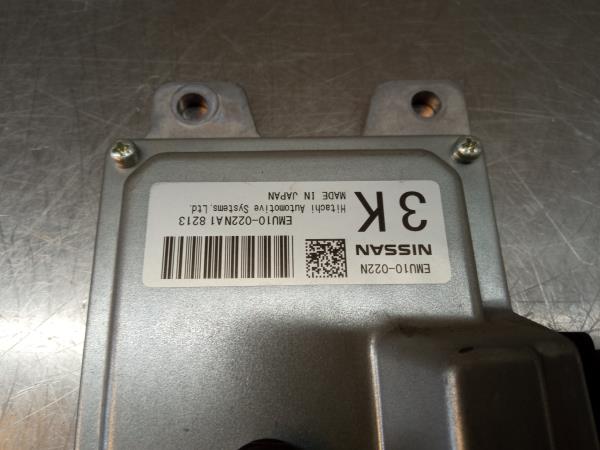 EMU10-022N
NISSAN
3K
EMU10-022NA1 8213
Hitachi Automotive Systems, Ltd.
MADE IN JAPAN